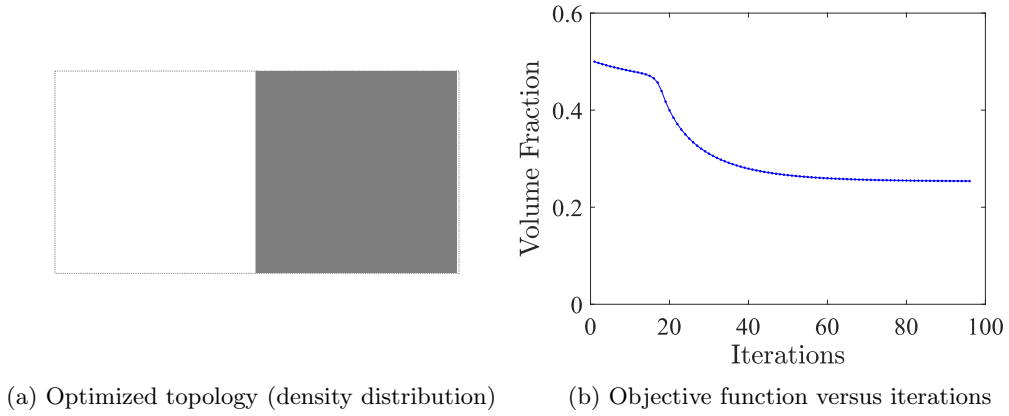 0.6
0.4
0.2
0
Volume Fraction
0 20 40 60 80 100
Iterations
(a) Optimized topology (density distribution)
(b) Objective function versus iterations